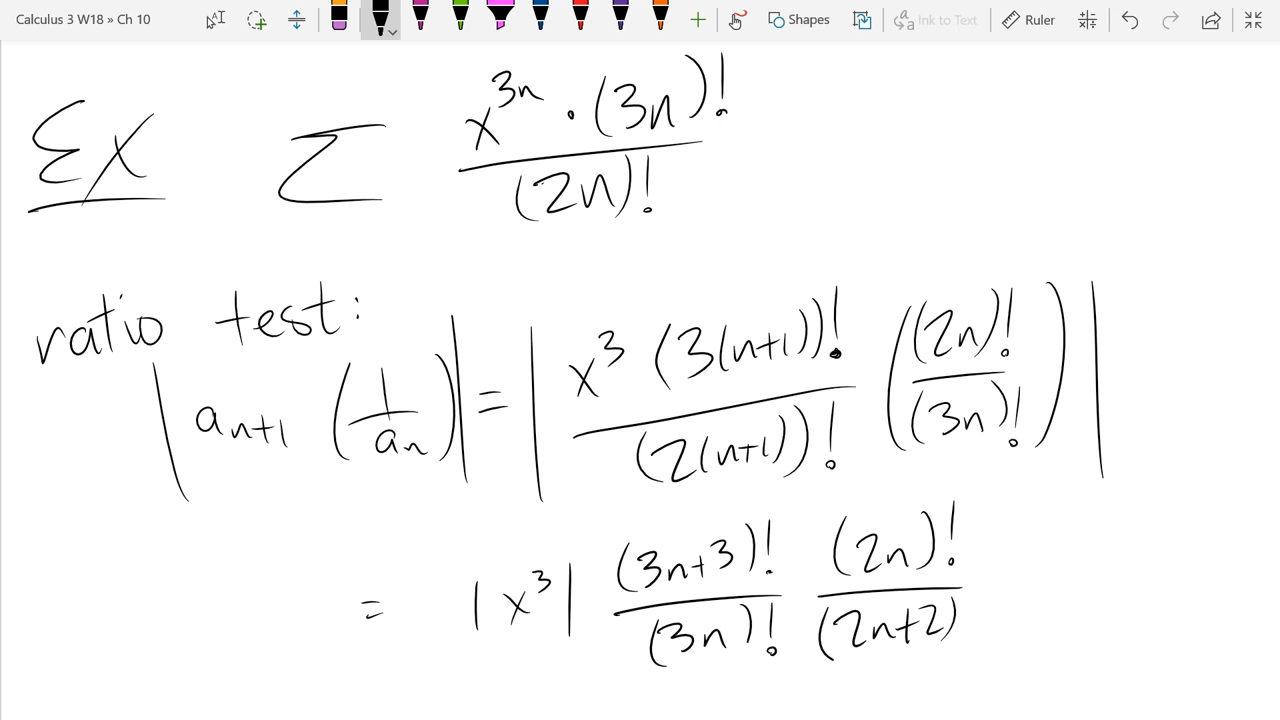 Calculus 3 W18 » Ch 10 Shapes Ink to Text Ruler
Ex Σ x^{3n} · (3n)! / (2n)!
ratio test:
| a_{n+1} (1/a_n) | = | x^3 (3(n+1))! / (2(n+1))! ((2n)! / (3n)!) |
= |x^3| (3n+3)! / (3n)! (2n)! / (2n+2)